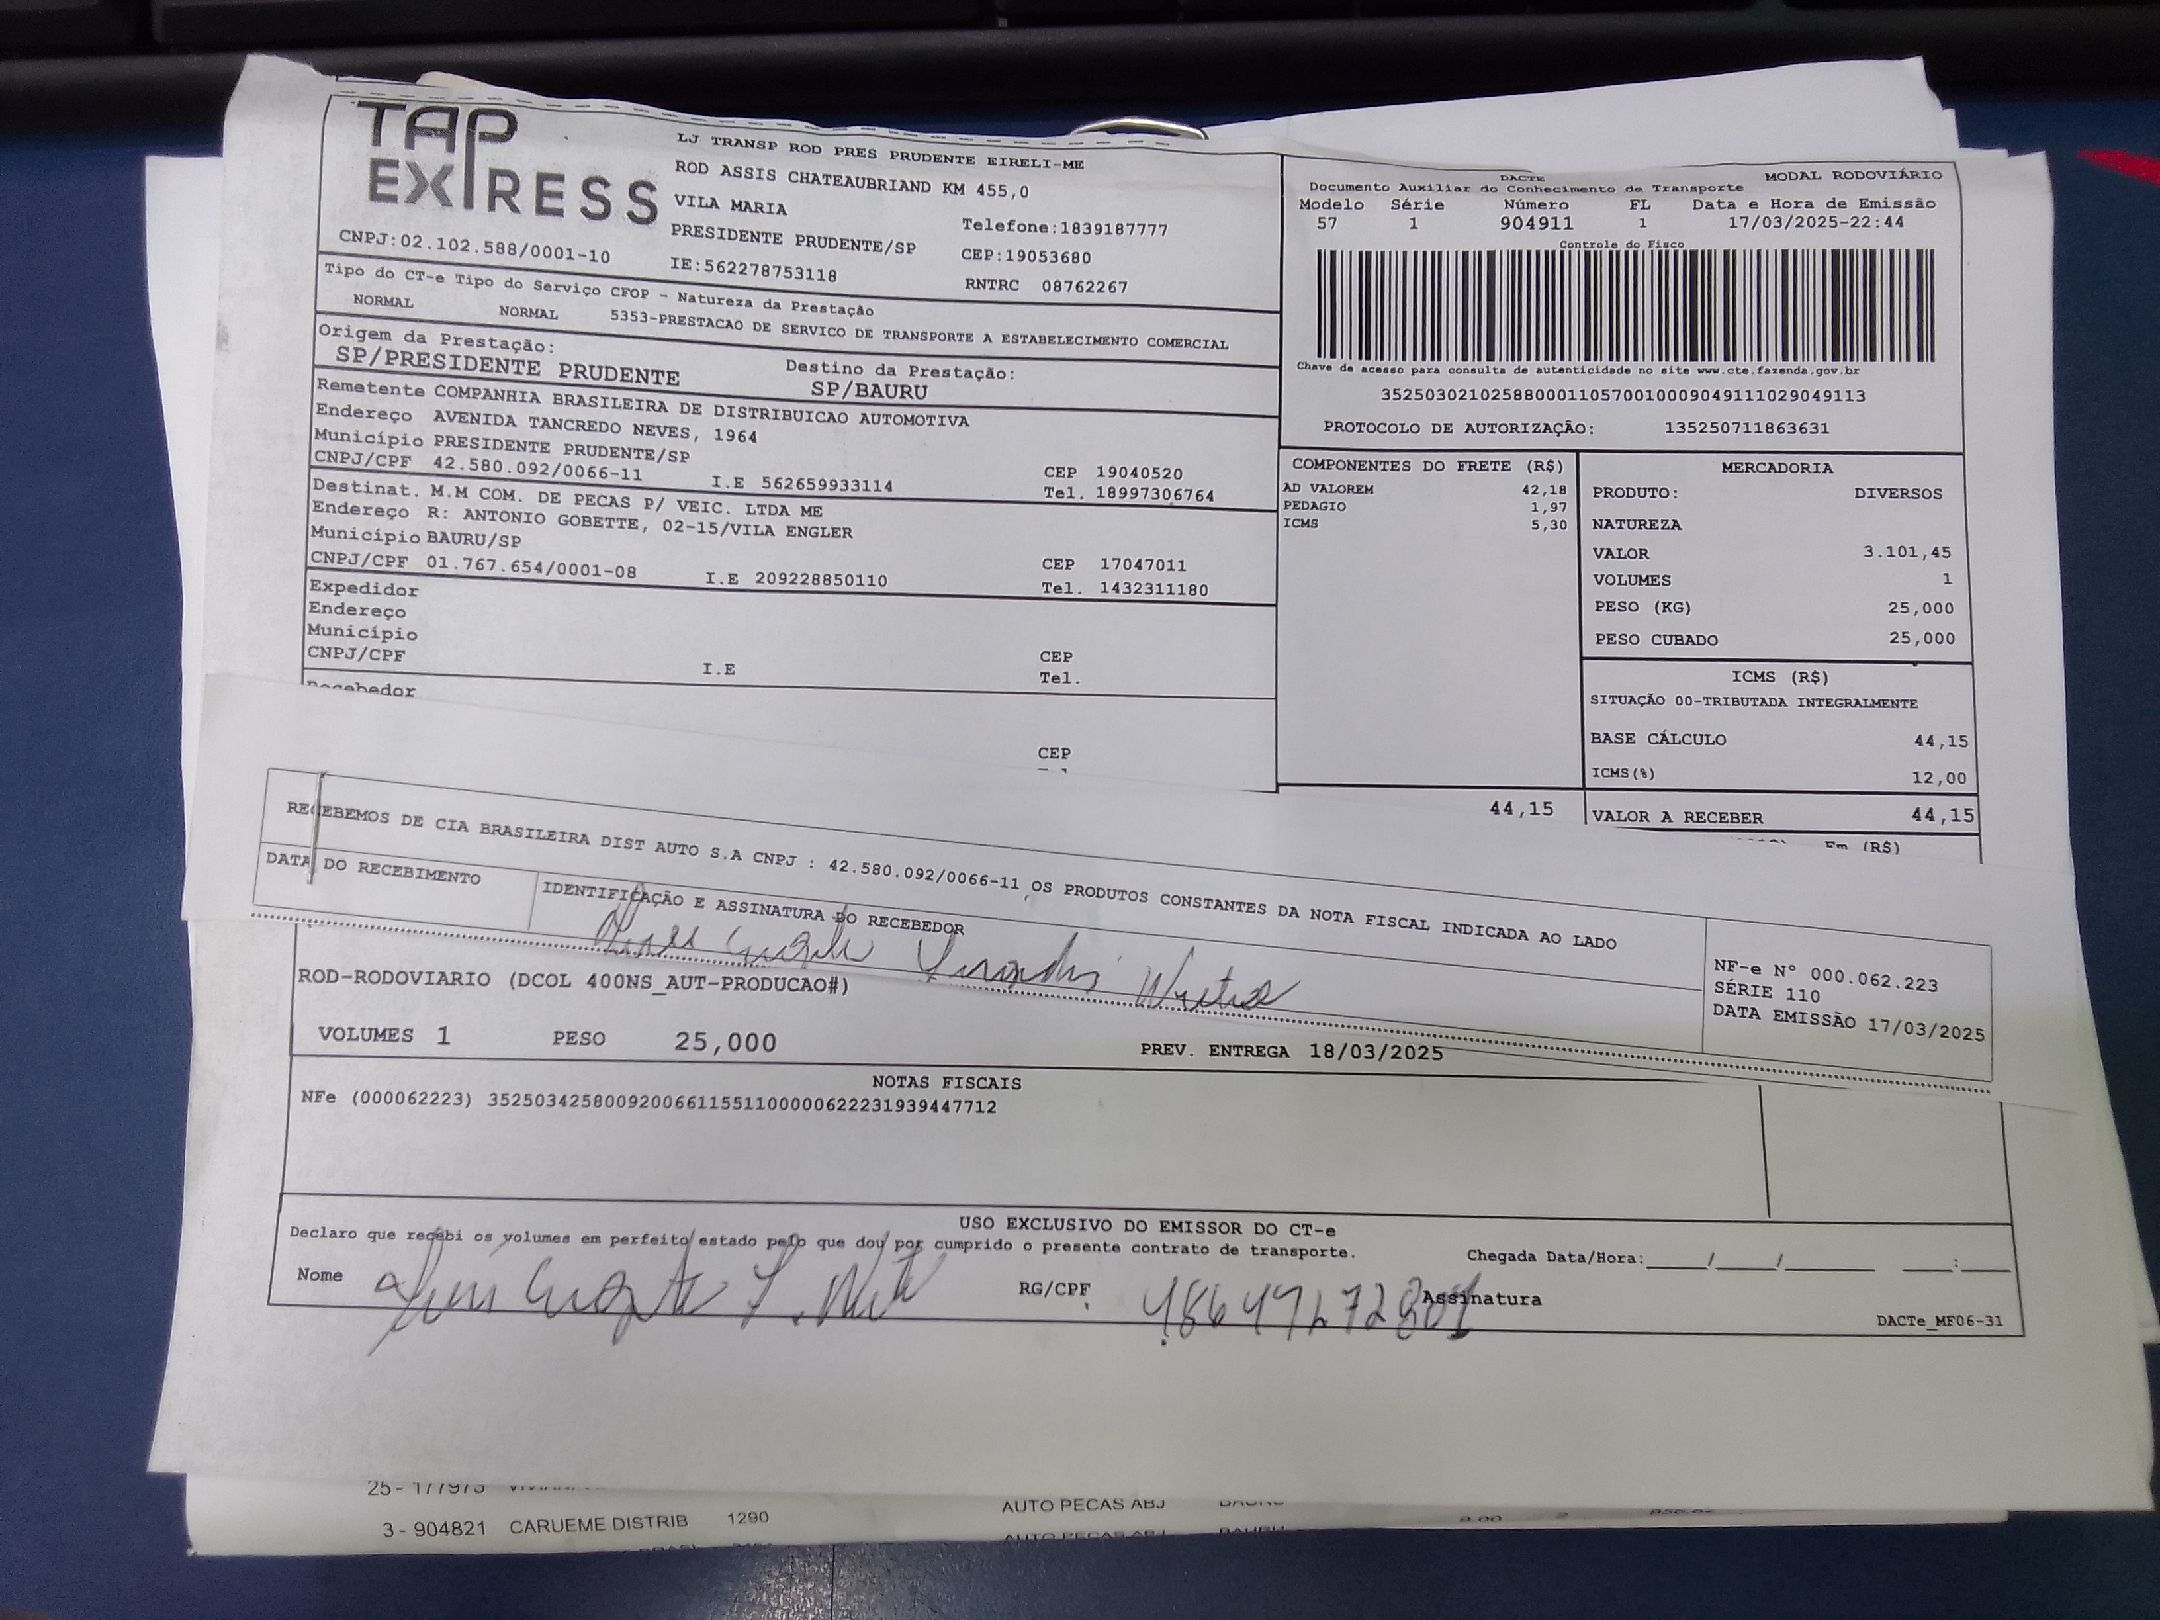 TAP EXPRESS
LJ TRANSP ROD PRES PRUDENTE EIRELI-ME
ROD ASSIS CHATEAUBRIAND KM 455,0
VILA MARIA
PRESIDENTE PRUDENTE/SP
Telefone:1839187777
CEP:19053680
CNPJ:02.102.588/0001-10
IE:562278753118
RNTRC 08762267
Tipo do CT-e Tipo do Serviço CFOP - Natureza da Prestação
NORMAL NORMAL 5353-PRESTACAO DE SERVICO DE TRANSPORTE A ESTABELECIMENTO COMERCIAL
Origem da Prestação:
SP/PRESIDENTE PRUDENTE
Destino da Prestação:
SP/BAURU
Remetente COMPANHIA BRASILEIRA DE DISTRIBUICAO AUTOMOTIVA
Endereço AVENIDA TANCREDO NEVES, 1964
Município PRESIDENTE PRUDENTE/SP CEP 19040520
CNPJ/CPF 42.580.092/0066-11 I.E 562659933114 Tel. 18997306764
Destinat. M.M COM. DE PECAS P/ VEIC. LTDA ME
Endereço R: ANTONIO GOBETTE, 02-15/VILA ENGLER
Município BAURU/SP CEP 17047011
CNPJ/CPF 01.767.654/0001-08 I.E 209228850110 Tel. 1432311180
Expedidor
Endereço
Município CEP
CNPJ/CPF I.E Tel.
Recebedor
CEP
DACTE MODAL RODOVIÁRIO
Documento Auxiliar do Conhecimento de Transporte
Modelo Série Número FL Data e Hora de Emissão
57 1 904911 1 17/03/2025-22:44
Controle do Fisco
Chave de acesso para consulta de autenticidade no site www.cte.fazenda.gov.br
35250302102588000110570010009049111029049113
PROTOCOLO DE AUTORIZAÇÃO: 135250711863631
COMPONENTES DO FRETE (R$)
AD VALOREM 42,18
PEDAGIO 1,97
ICMS 5,30
44,15
MERCADORIA
PRODUTO: DIVERSOS
NATUREZA
VALOR 3.101,45
VOLUMES 1
PESO (KG) 25,000
PESO CUBADO 25,000
ICMS (R$)
SITUAÇÃO 00-TRIBUTADA INTEGRALMENTE
BASE CÁLCULO 44,15
ICMS(%) 12,00
VALOR A RECEBER 44,15
Em (R$)
RECEBEMOS DE CIA BRASILEIRA DIST AUTO S.A CNPJ : 42.580.092/0066-11 OS PRODUTOS CONSTANTES DA NOTA FISCAL INDICADA AO LADO
DATA DO RECEBIMENTO
IDENTIFICAÇÃO E ASSINATURA DO RECEBEDOR
NF-e N° 000.062.223
SÉRIE 110
DATA EMISSÃO 17/03/2025
ROD-RODOVIARIO (DCOL 400NS_AUT-PRODUCAO#)
VOLUMES 1 PESO 25,000 PREV. ENTREGA 18/03/2025
NOTAS FISCAIS
NFe (000062223) 35250342580092006611551100000622231939447712
USO EXCLUSIVO DO EMISSOR DO CT-e
Declaro que recebi os volumes em perfeito estado pelo que dou por cumprido o presente contrato de transporte.
Chegada Data/Hora:____/____/______ ____:____
Nome RG/CPF Assinatura
DACTe_MF06-31
AUTO PECAS ABJ
3 - 904821 CARUEME DISTRIB 1290